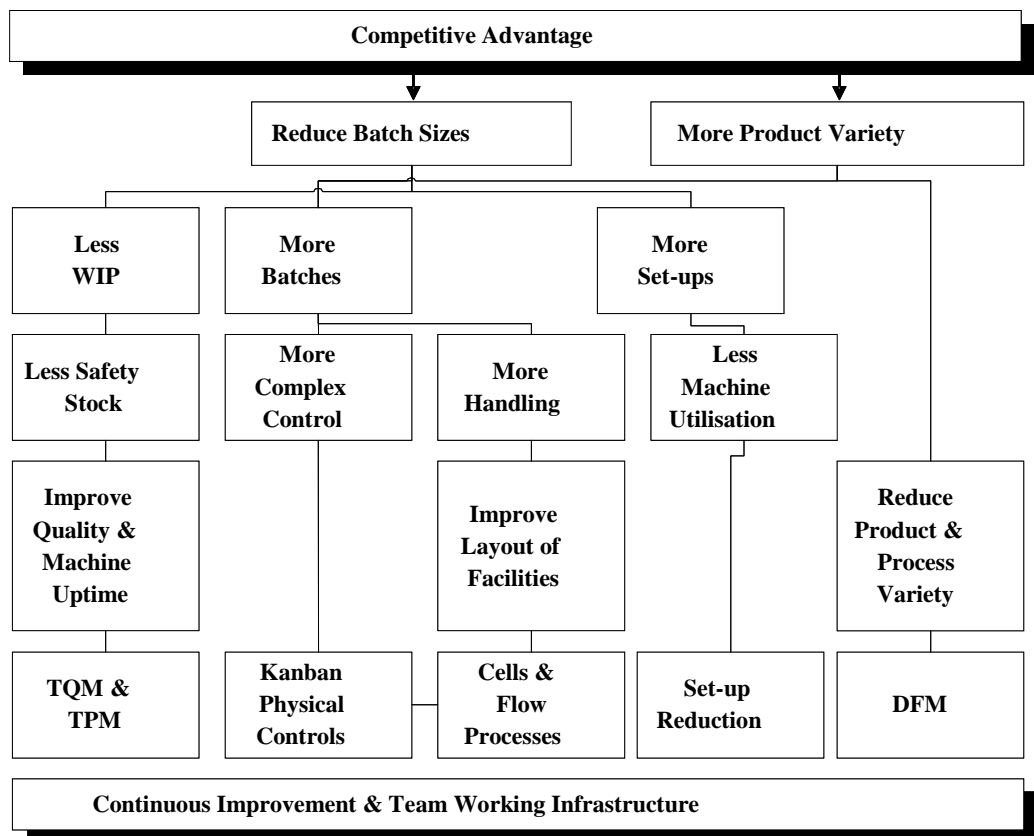 Competitive Advantage
Reduce Batch Sizes
More Product Variety
Less
WIP
More
Batches
More
Set-ups
Less Safety
Stock
More
Complex
Control
More
Handling
Less
Machine
Utilisation
Improve
Quality &
Machine
Uptime
Improve
Layout of
Facilities
Reduce
Product &
Process
Variety
TQM &
TPM
Kanban
Physical
Controls
Cells &
Flow
Processes
Set-up
Reduction
DFM
Continuous Improvement & Team Working Infrastructure